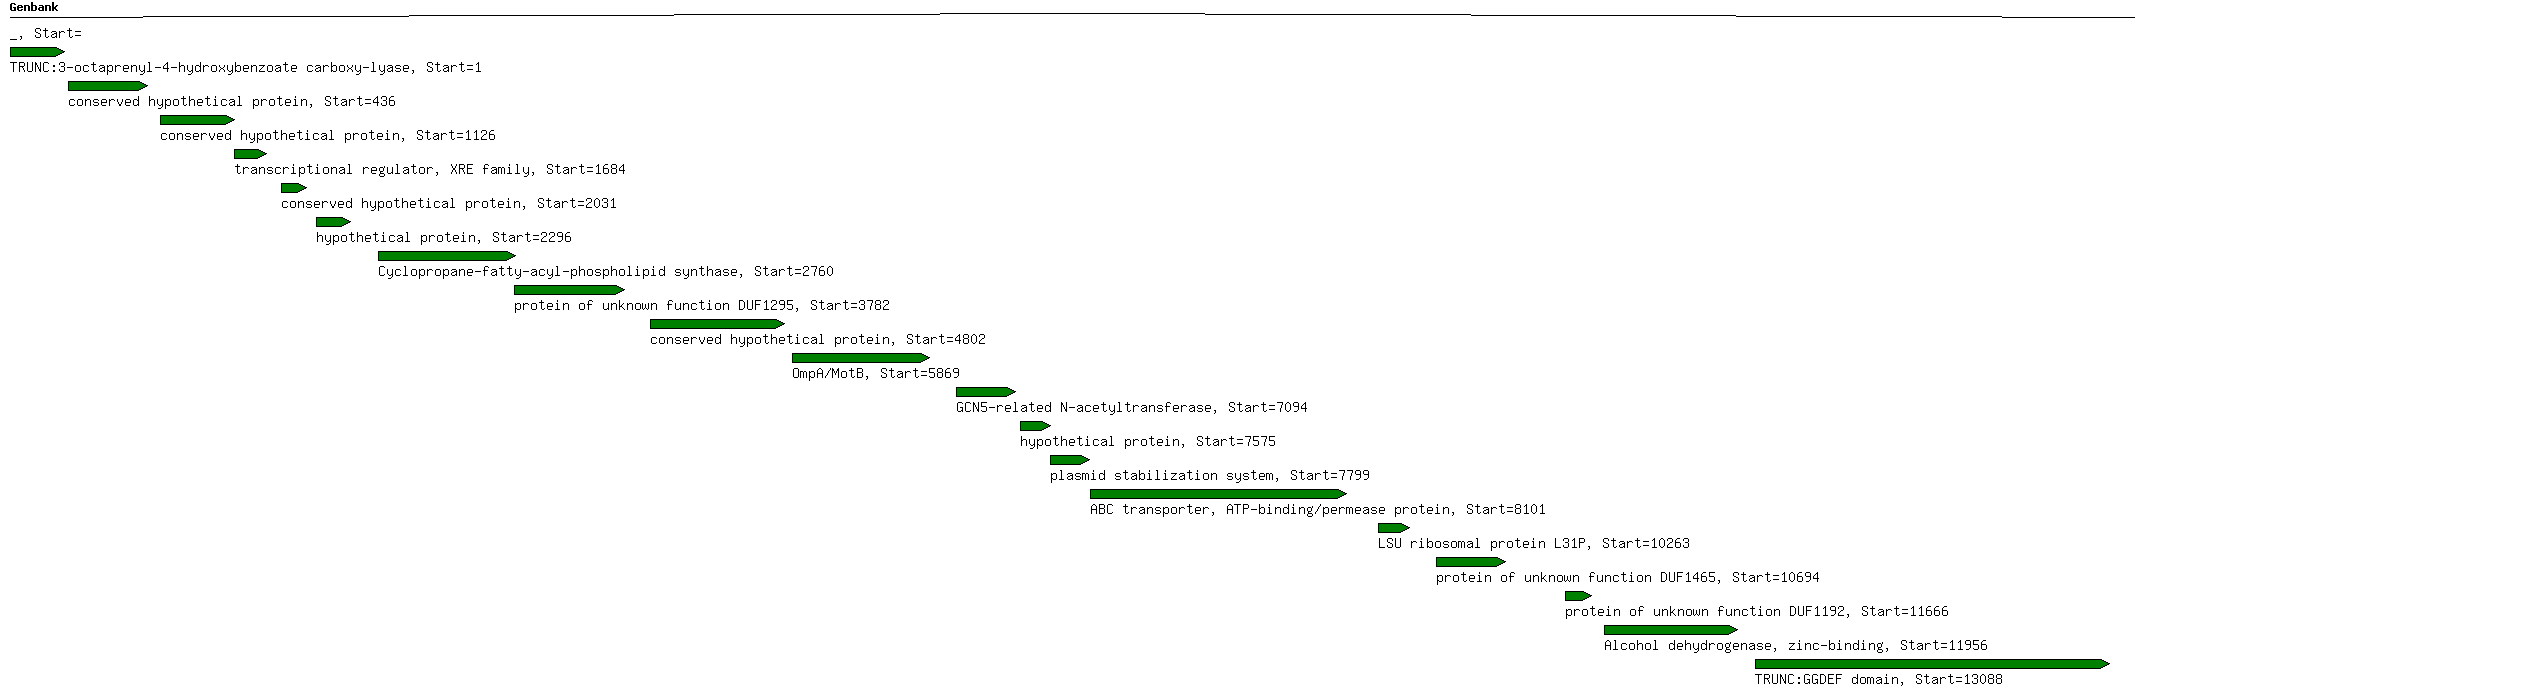 Genbank
_, Start=
TRUNC:3-octaprenyl-4-hydroxybenzoate carboxy-lyase, Start=1
conserved hypothetical protein, Start=436
conserved hypothetical protein, Start=1126
transcriptional regulator, XRE family, Start=1684
conserved hypothetical protein, Start=2031
hypothetical protein, Start=2296
Cyclopropane-fatty-acyl-phospholipid synthase, Start=2760
protein of unknown function DUF1295, Start=3782
conserved hypothetical protein, Start=4802
OmpA/MotB, Start=5869
GCN5-related N-acetyltransferase, Start=7094
hypothetical protein, Start=7575
plasmid stabilization system, Start=7799
ABC transporter, ATP-binding/permease protein, Start=8101
LSU ribosomal protein L31P, Start=10263
protein of unknown function DUF1465, Start=10694
protein of unknown function DUF1192, Start=11666
Alcohol dehydrogenase, zinc-binding, Start=11956
TRUNC:GGDEF domain, Start=13088